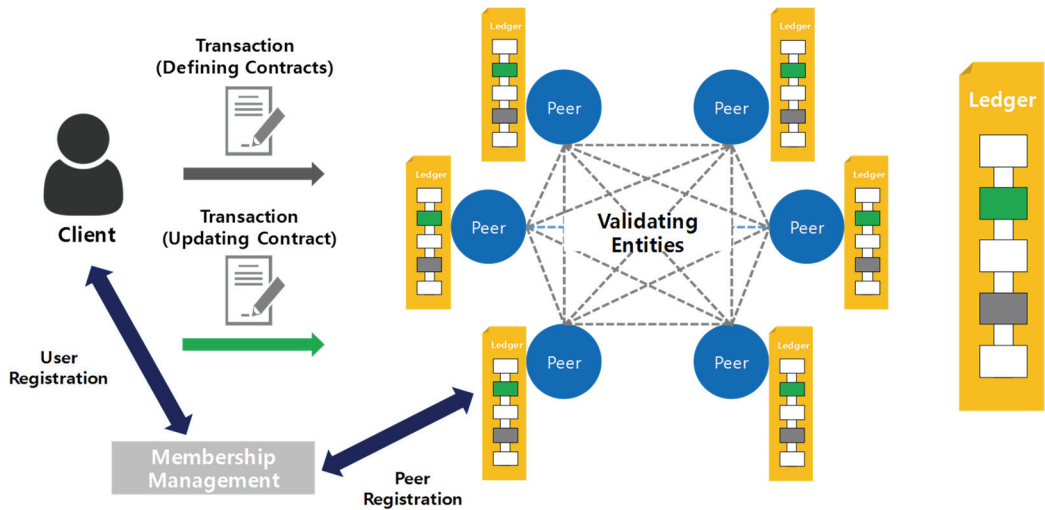 Transaction
(Defining Contracts)
Client
Transaction
(Updating Contract)
User
Registration
Membership
Management
Peer
Registration
Ledger
Peer
Ledger
Peer
Ledger
Peer
Validating
Entities
Peer
Ledger
Ledger
Peer
Peer
Ledger
Ledger